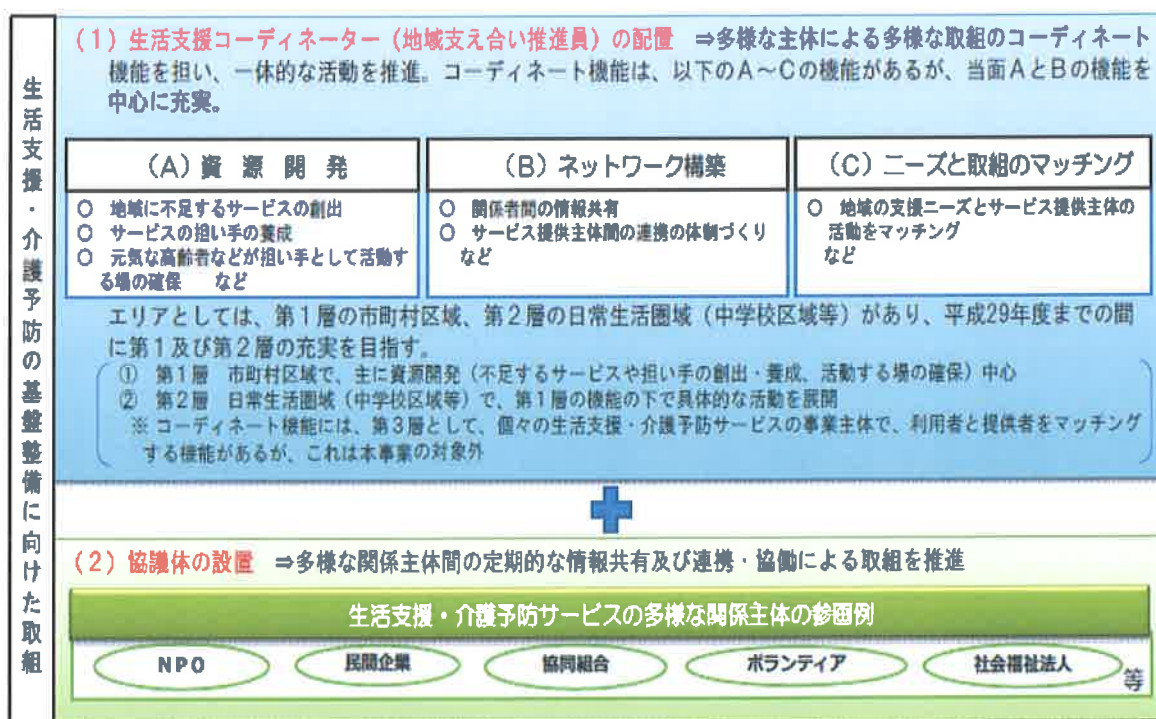 生活支援・介護予防の基盤整備に向けた取組
(1)生活支援コーディネーター(地域支え合い推進員)の配置 ⇒多様な主体による多様な取組のコーディネート
機能を担い、一体的な活動を推進。コーディネート機能は、以下のA～Cの機能があるが、当面AとBの機能を
中心に充実。
(A)資 源 開 発
○ 地域に不足するサービスの創出
○ サービスの担い手の養成
○ 元気な高齢者などが担い手として活動す
る場の確保 など
(B)ネットワーク構築
○ 関係者間の情報共有
○ サービス提供主体間の連携の体制づくり
など
(C)ニーズと取組のマッチング
○ 地域の支援ニーズとサービス提供主体の
活動をマッチング
など
エリアとしては、第1層の市町村区域、第2層の日常生活圏域(中学校区域等)があり、平成29年度までの間
に第1及び第2層の充実を目指す。
① 第1層 市町村区域で、主に資源開発(不足するサービスや担い手の創出・養成、活動する場の確保)中心
② 第2層 日常生活圏域(中学校区域等)で、第1層の機能の下で具体的な活動を展開
※ コーディネート機能には、第3層として、個々の生活支援・介護予防サービスの事業主体で、利用者と提供者をマッチング
する機能があるが、これは本事業の対象外
(2)協議体の設置 ⇒多様な関係主体間の定期的な情報共有及び連携・協働による取組を推進
生活支援・介護予防サービスの多様な関係主体の参画例
NPO
民間企業
協同組合
ボランティア
社会福祉法人
等